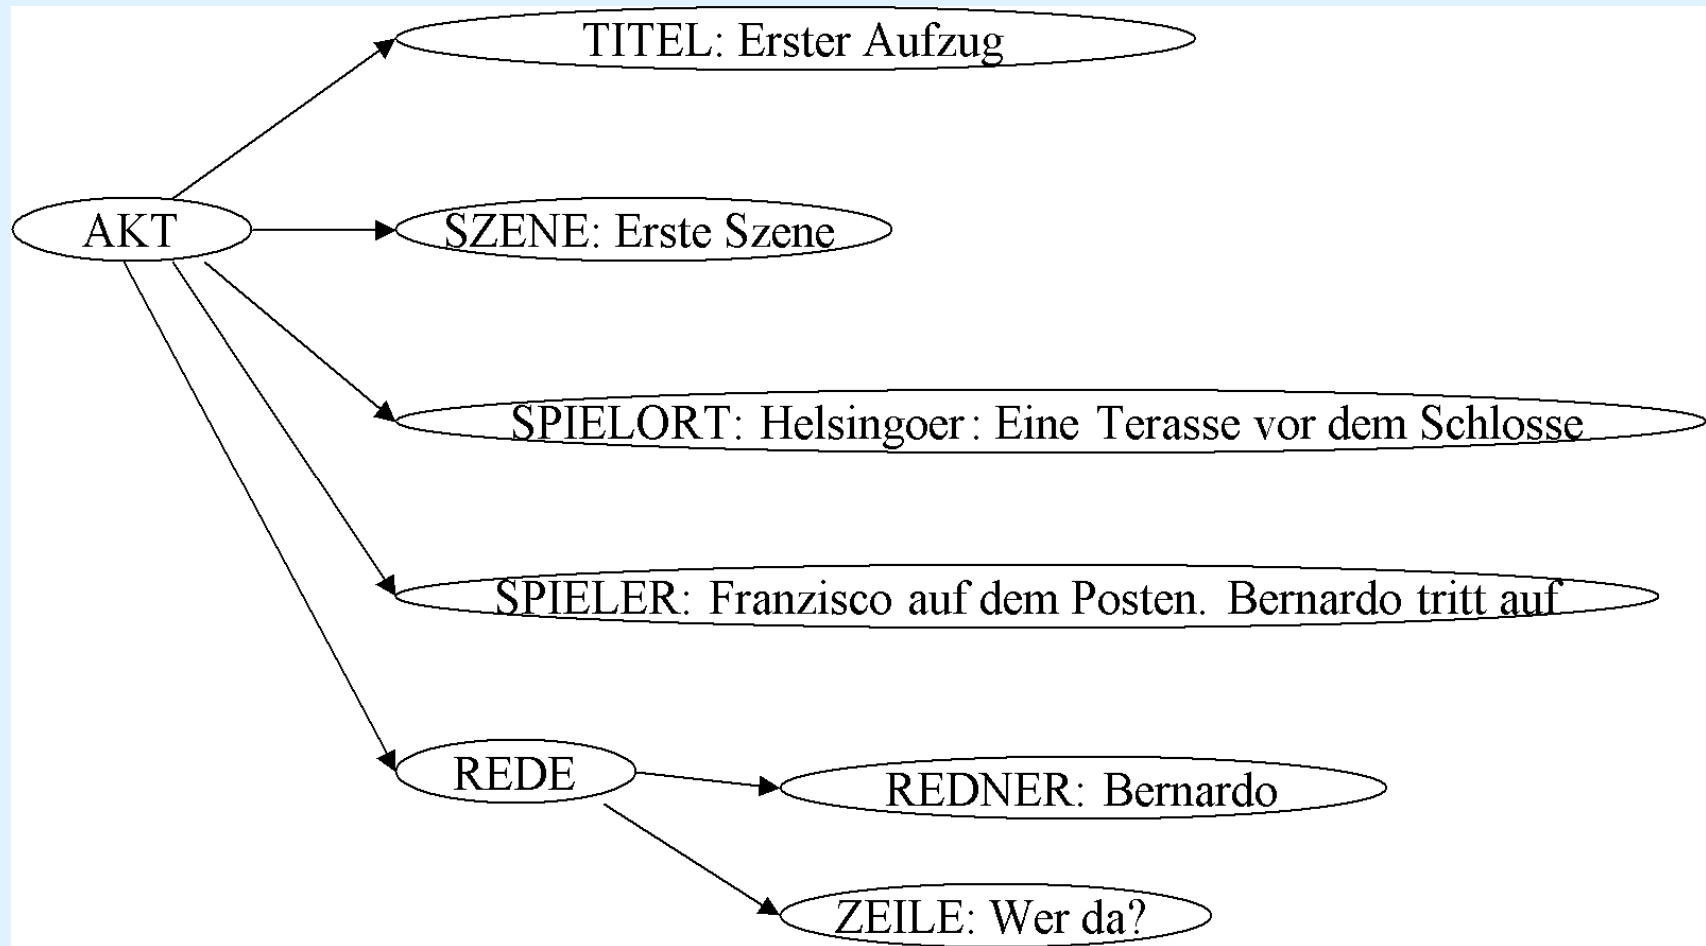 TITEL: Erster Aufzug
AKT
SZENE: Erste Szene
SPIELORT: Helsingoer: Eine Terasse vor dem Schlosse
SPIELER: Franzisco auf dem Posten. Bernardo tritt auf
REDE
REDNER: Bernardo
ZEILE: Wer da?